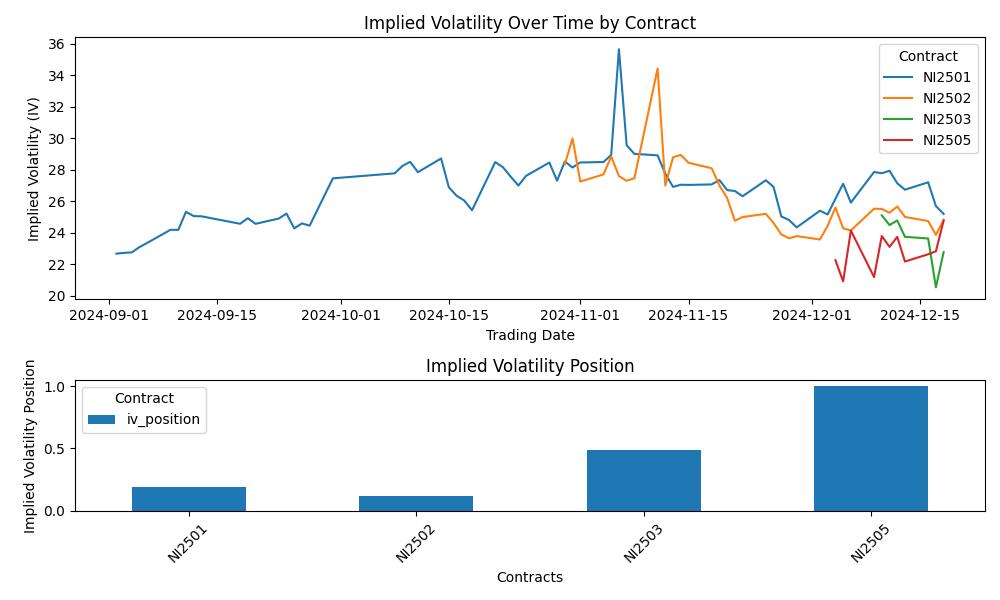 Implied Volatility Over Time by Contract
Implied Volatility (IV)
36
34
32
30
28
26
24
22
20
Contract
NI2501
NI2502
NI2503
NI2505
2024-09-01 2024-09-15 2024-10-01 2024-10-15 2024-11-01 2024-11-15 2024-12-01 2024-12-15
Trading Date
Implied Volatility Position
Implied Volatility Position
1.0
0.5
0.0
Contract
iv_position
NI2501 NI2502 NI2503 NI2505
Contracts